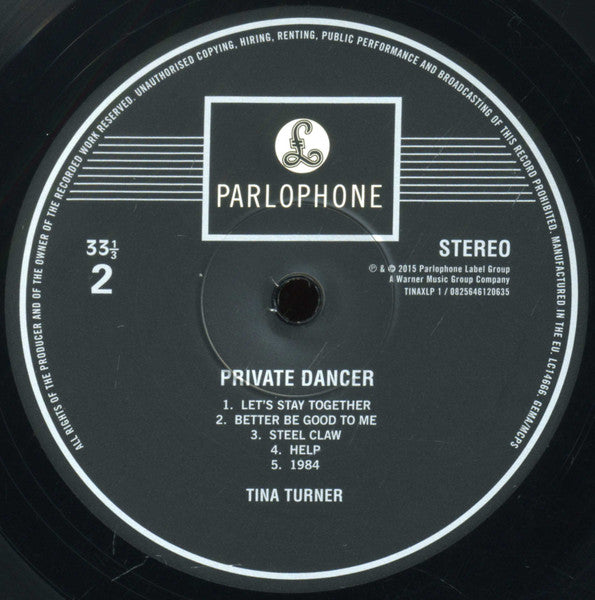 ALL RIGHTS OF THE PRODUCER AND OF THE OWNER OF THE RECORDED WORK RESERVED. UNAUTHORISED COPYING, HIRING, RENTING, PUBLIC PERFORMANCE AND BROADCASTING OF THIS RECORD PROHIBITED. MANUFACTURED IN THE EU. LC14666. GEMA/MCPS
£
PARLOPHONE
33⅓
2
STEREO
℗ & © 2015 Parlophone Label Group
A Warner Music Group Company
TINAXLP 1 / 0825646120635
PRIVATE DANCER
1. LET'S STAY TOGETHER
2. BETTER BE GOOD TO ME
3. STEEL CLAW
4. HELP
5. 1984
TINA TURNER